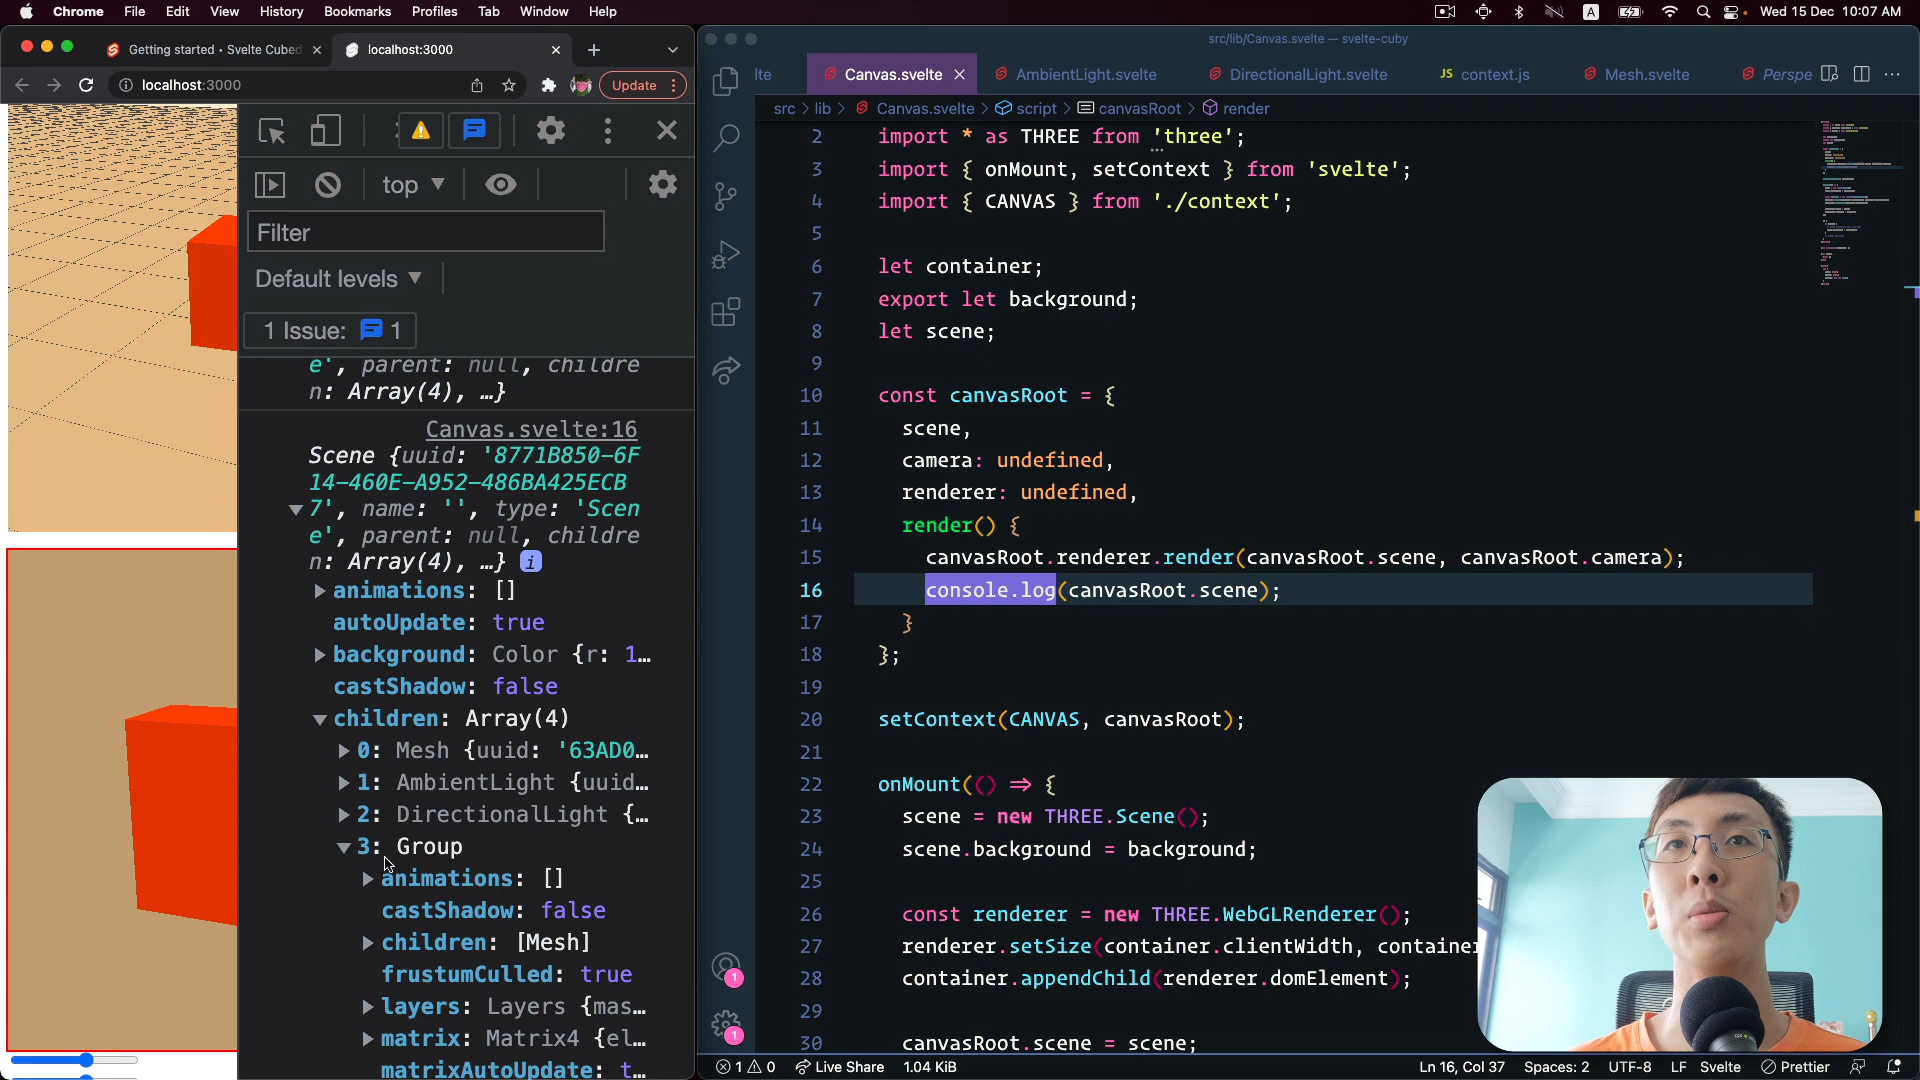 Chrome File Edit View History Bookmarks Profiles Tab Window Help
A Wed 15 Dec 10:07 AM
Getting started • Svelte Cubed
localhost:3000
localhost:3000
Update
top
Filter
Default levels
1 Issue: 1
e', parent: null, childre
n: Array(4), …}
Canvas.svelte:16
Scene {uuid: '8771B850-6F
14-460E-A952-486BA425ECB
7', name: '', type: 'Scen
e', parent: null, childre
n: Array(4), …} i
animations: []
autoUpdate: true
background: Color {r: 1…
castShadow: false
children: Array(4)
0: Mesh {uuid: '63AD0…
1: AmbientLight {uuid…
2: DirectionalLight {…
3: Group
animations: []
castShadow: false
children: [Mesh]
frustumCulled: true
layers: Layers {mas…
matrix: Matrix4 {el…
matrixAutoUpdate: t…
src/lib/Canvas.svelte — svelte-cuby
lte Canvas.svelte AmbientLight.svelte DirectionalLight.svelte JS context.js Mesh.svelte Perspe
src > lib > Canvas.svelte > script > canvasRoot > render
2 import * as THREE from 'three';
3 import { onMount, setContext } from 'svelte';
4 import { CANVAS } from './context';
5
6 let container;
7 export let background;
8 let scene;
9
10 const canvasRoot = {
11 scene,
12 camera: undefined,
13 renderer: undefined,
14 render() {
15 canvasRoot.renderer.render(canvasRoot.scene, canvasRoot.camera);
16 console.log(canvasRoot.scene);
17 }
18 };
19
20 setContext(CANVAS, canvasRoot);
21
22 onMount(() => {
23 scene = new THREE.Scene();
24 scene.background = background;
25
26 const renderer = new THREE.WebGLRenderer();
27 renderer.setSize(container.clientWidth, container
28 container.appendChild(renderer.domElement);
29
30 canvasRoot.scene = scene;
1
1
1 0 Live Share 1.04 KiB Ln 16, Col 37 Spaces: 2 UTF-8 LF Svelte Prettier